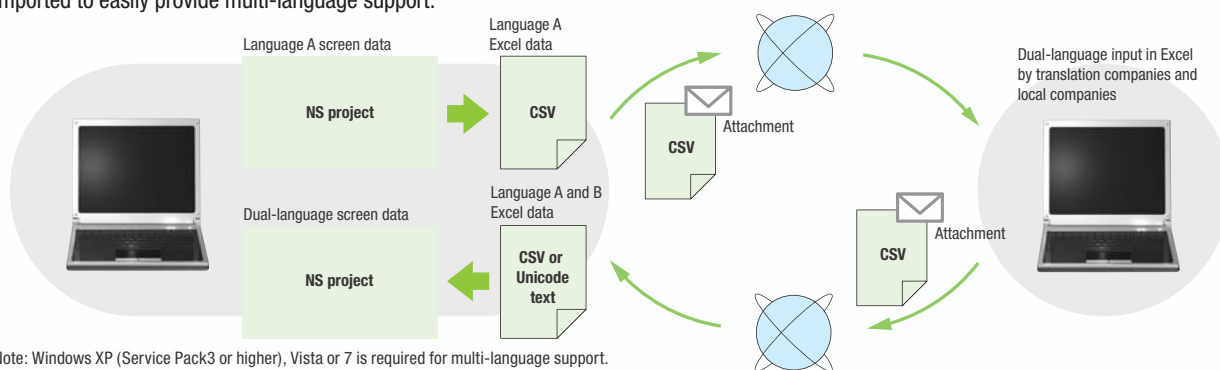 imported to easily provide multi-language support.
Language A screen data
NS project
Language A
Excel data
CSV
CSV
Attachment
Dual-language input in Excel
by translation companies and
local companies
Dual-language screen data
NS project
Language A and B
Excel data
CSV or
Unicode
text
CSV
Attachment
Note: Windows XP (Service Pack3 or higher), Vista or 7 is required for multi-language support.